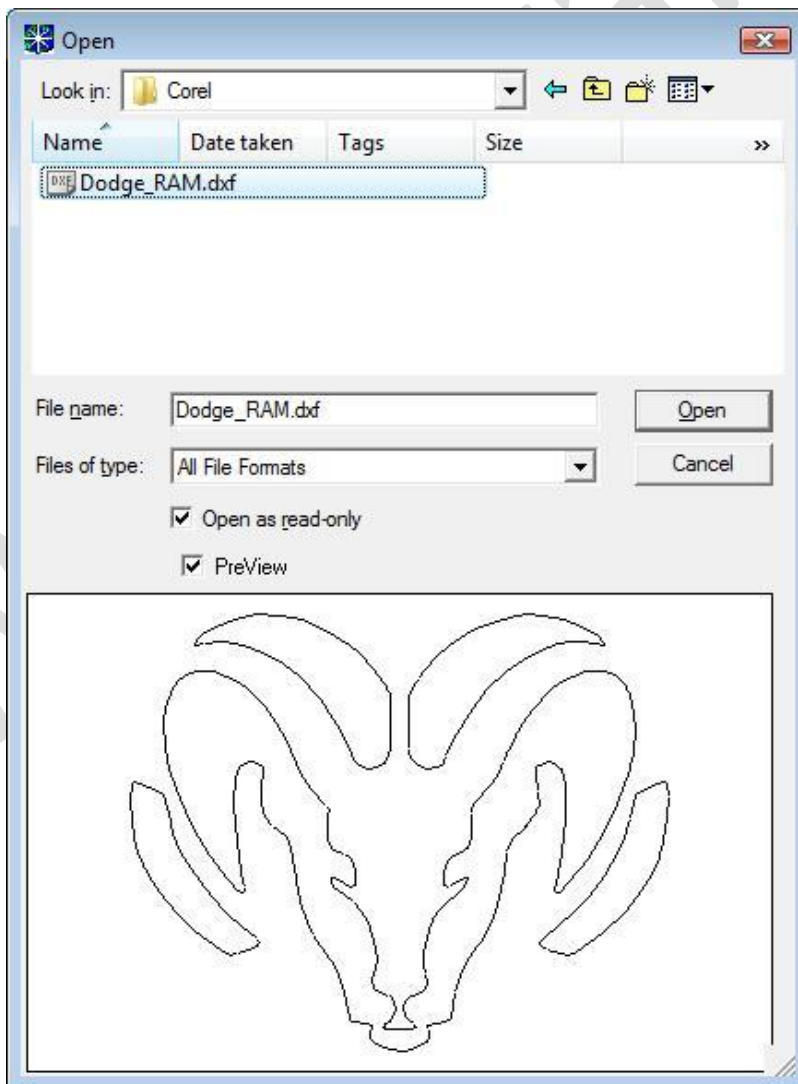 Open
Look in: Corel
Name Date taken Tags Size »
DXF Dodge_RAM.dxf
File name: Dodge_RAM.dxf Open
Files of type: All File Formats Cancel
Open as read-only
PreView